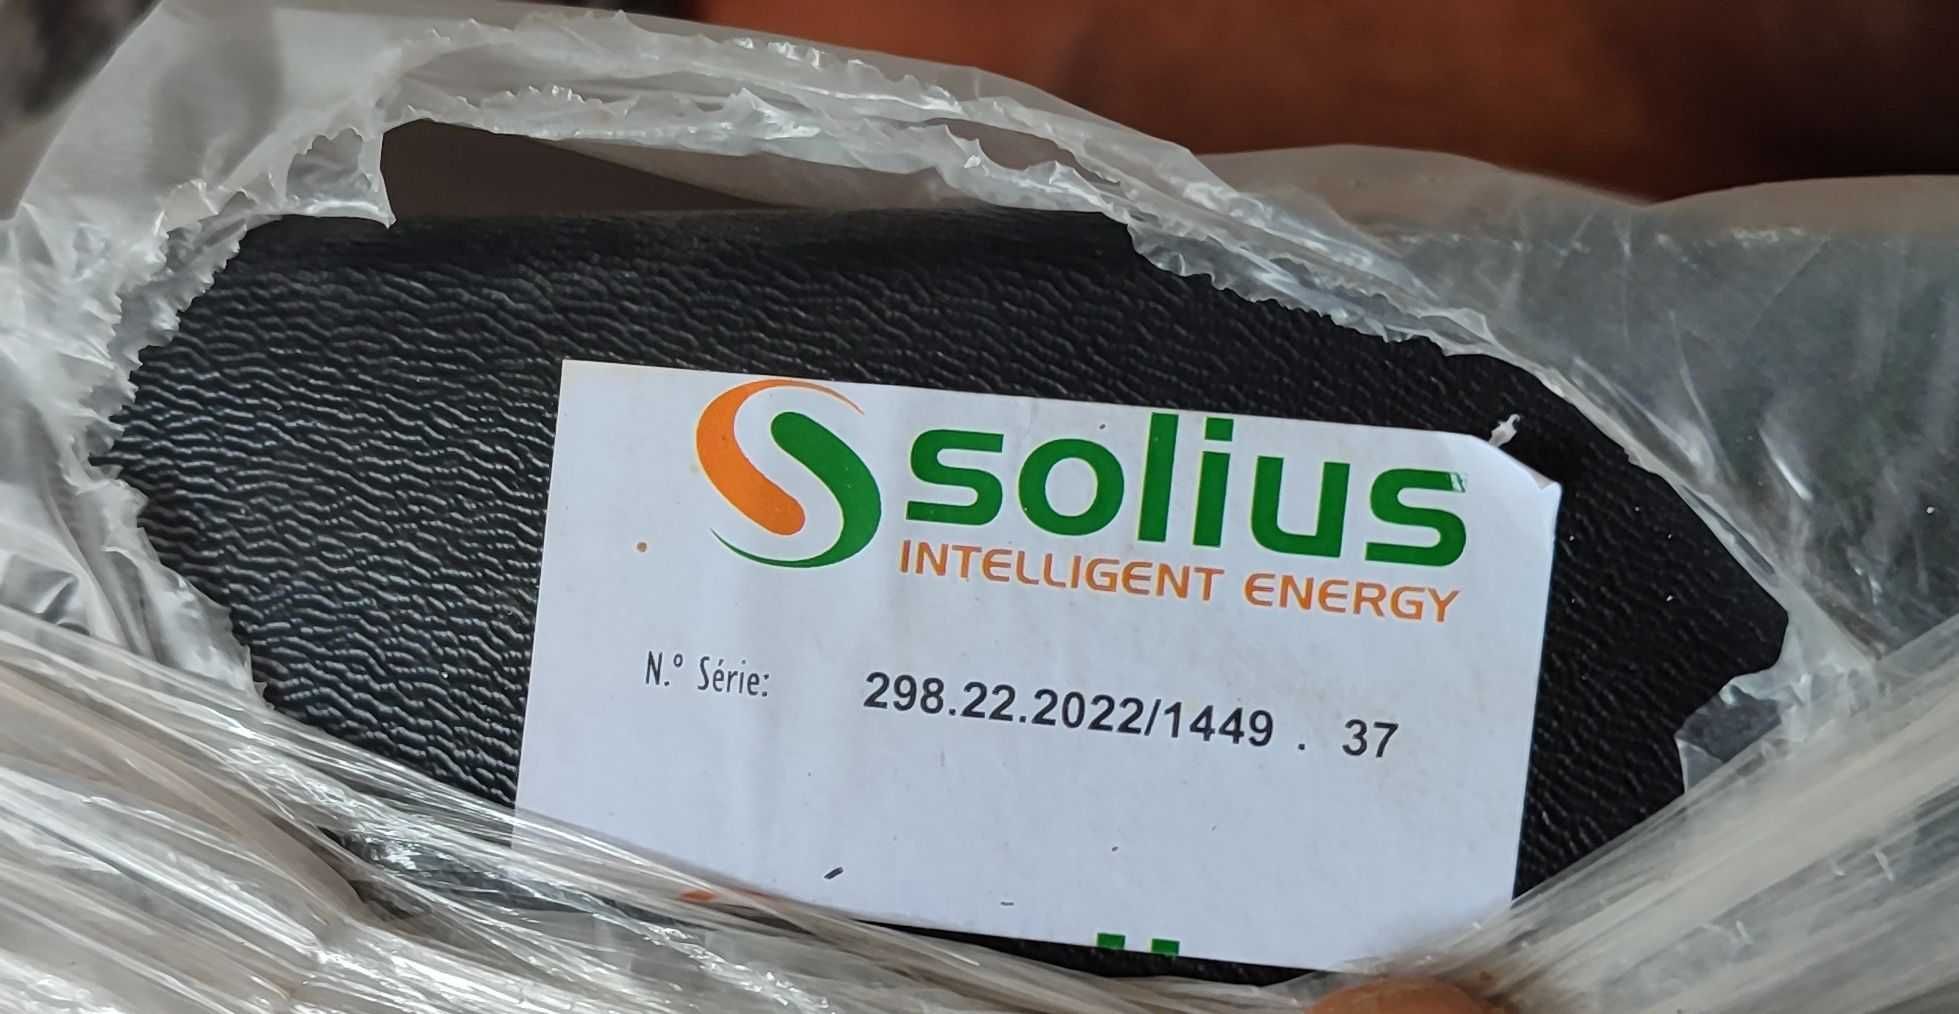 solius
INTELLIGENT ENERGY
N.º Série: 298.22.2022/1449 . 37